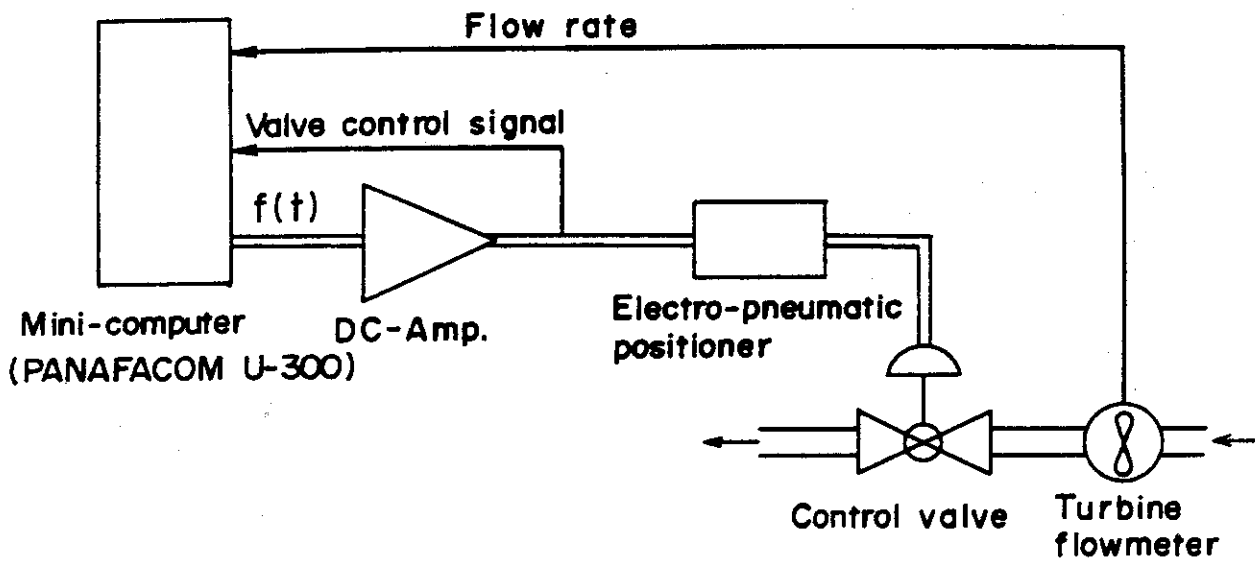 Flow rate
Valve control signal
f(t)
Mini-computer
(PANAFACOM U-300)
DC-Amp.
Electro-pneumatic
positioner
Control valve
Turbine
flowmeter